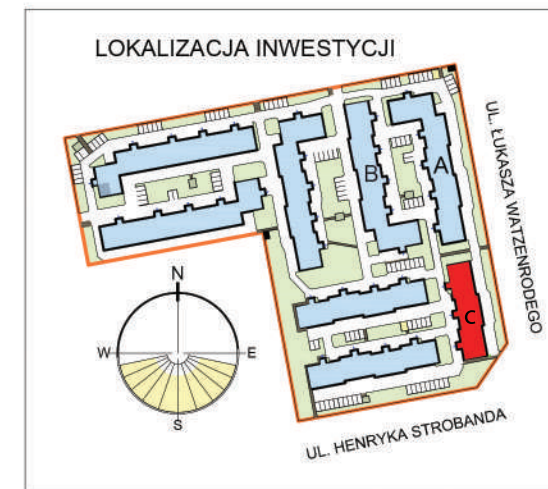 LOKALIZACJA INWESTYCJI
UL. ŁUKASZA WATZENRODEGO
A
B
C
N
W
E
S
UL. HENRYKA STROBANDA